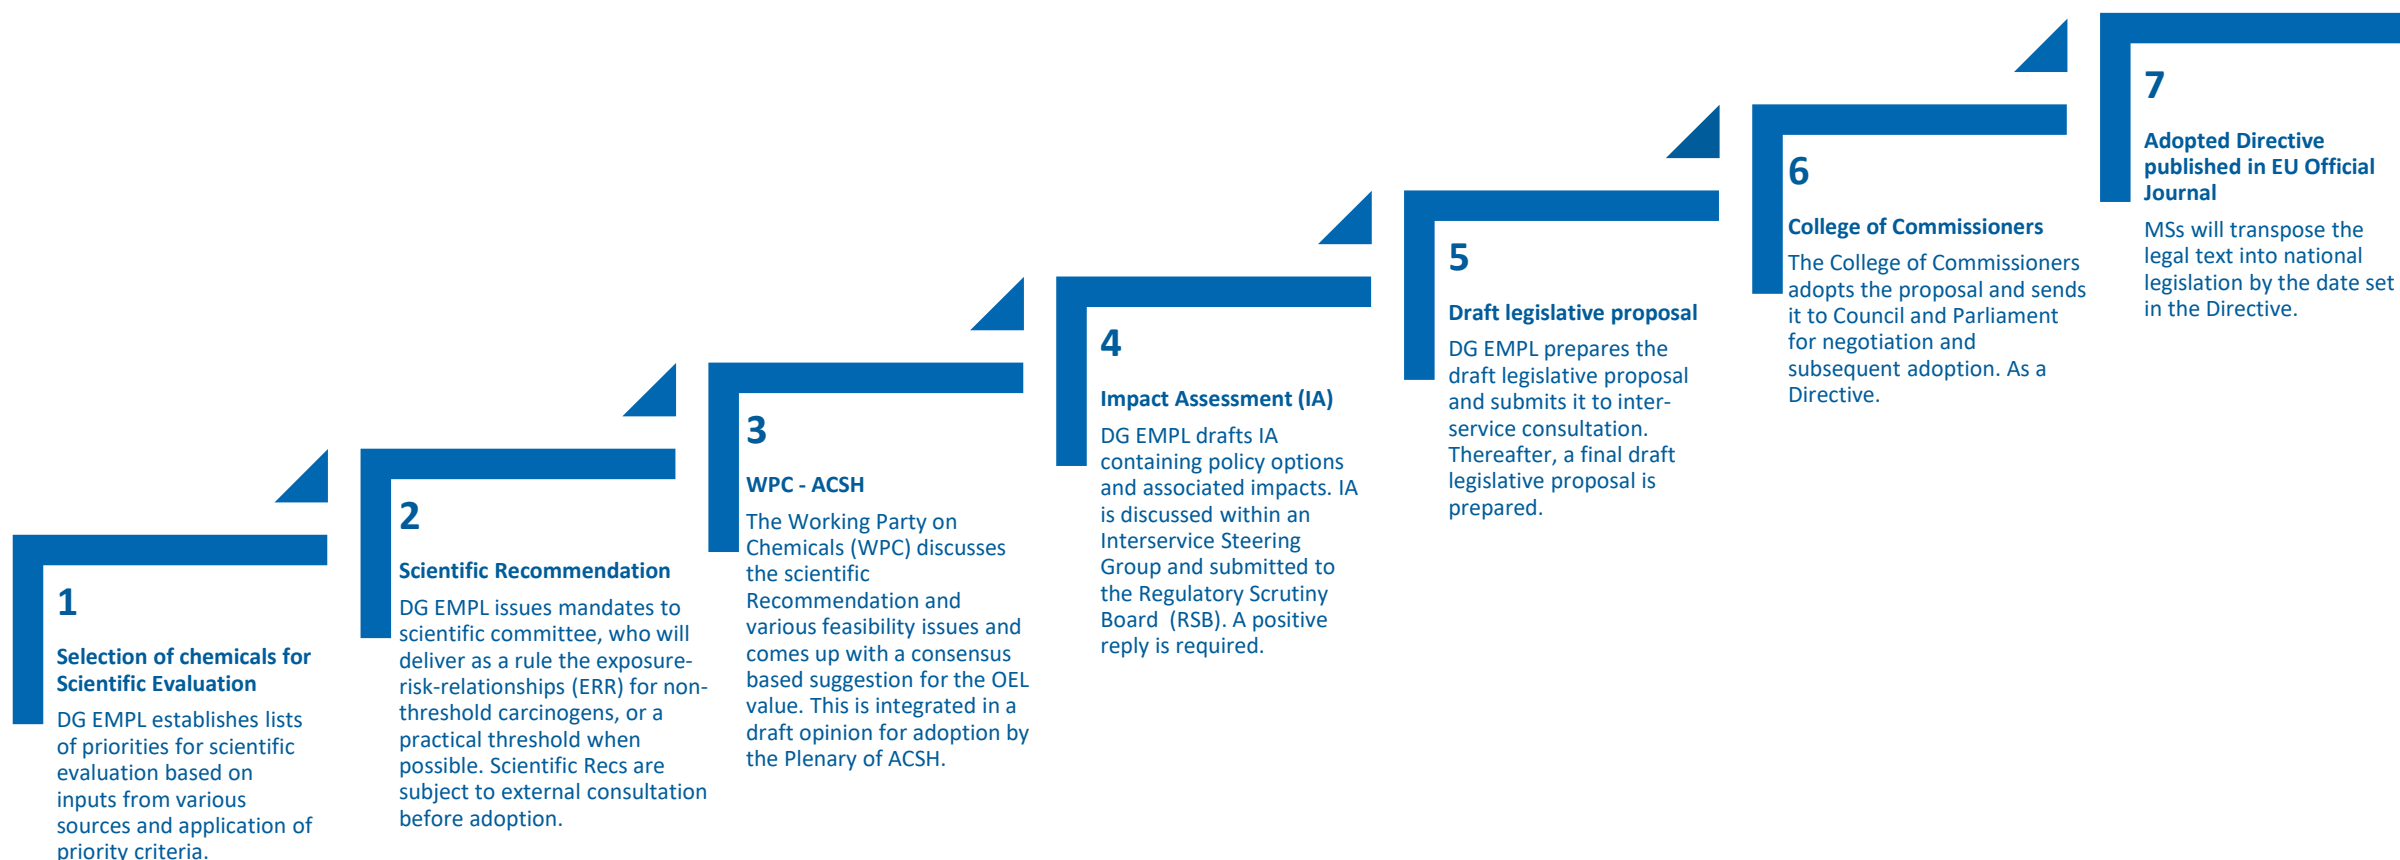 1
Selection of chemicals for
Scientific Evaluation
DG EMPL establishes lists
of priorities for scientific
evaluation based on
inputs from various
sources and application of
priority criteria.
2
Scientific Recommendation
DG EMPL issues mandates to
scientific committee, who will
deliver as a rule the exposure-
risk-relationships (ERR) for non-
threshold carcinogens, or a
practical threshold when
possible. Scientific Recs are
subject to external consultation
before adoption.
3
WPC - ACSH
The Working Party on
Chemicals (WPC) discusses
the scientific
Recommendation and
various feasibility issues and
comes up with a consensus
based suggestion for the OEL
value. This is integrated in a
draft opinion for adoption by
the Plenary of ACSH.
4
Impact Assessment (IA)
DG EMPL drafts IA
containing policy options
and associated impacts. IA
is discussed within an
Interservice Steering
Group and submitted to
the Regulatory Scrutiny
Board  (RSB). A positive
reply is required.
5
Draft legislative proposal
DG EMPL prepares the
draft legislative proposal
and submits it to inter-
service consultation.
Thereafter, a final draft
legislative proposal is
prepared.
6
College of Commissioners
The College of Commissioners
adopts the proposal and sends
it to Council and Parliament
for negotiation and
subsequent adoption. As a
Directive.
7
Adopted Directive
published in EU Official
Journal
MSs will transpose the
legal text into national
legislation by the date set
in the Directive.